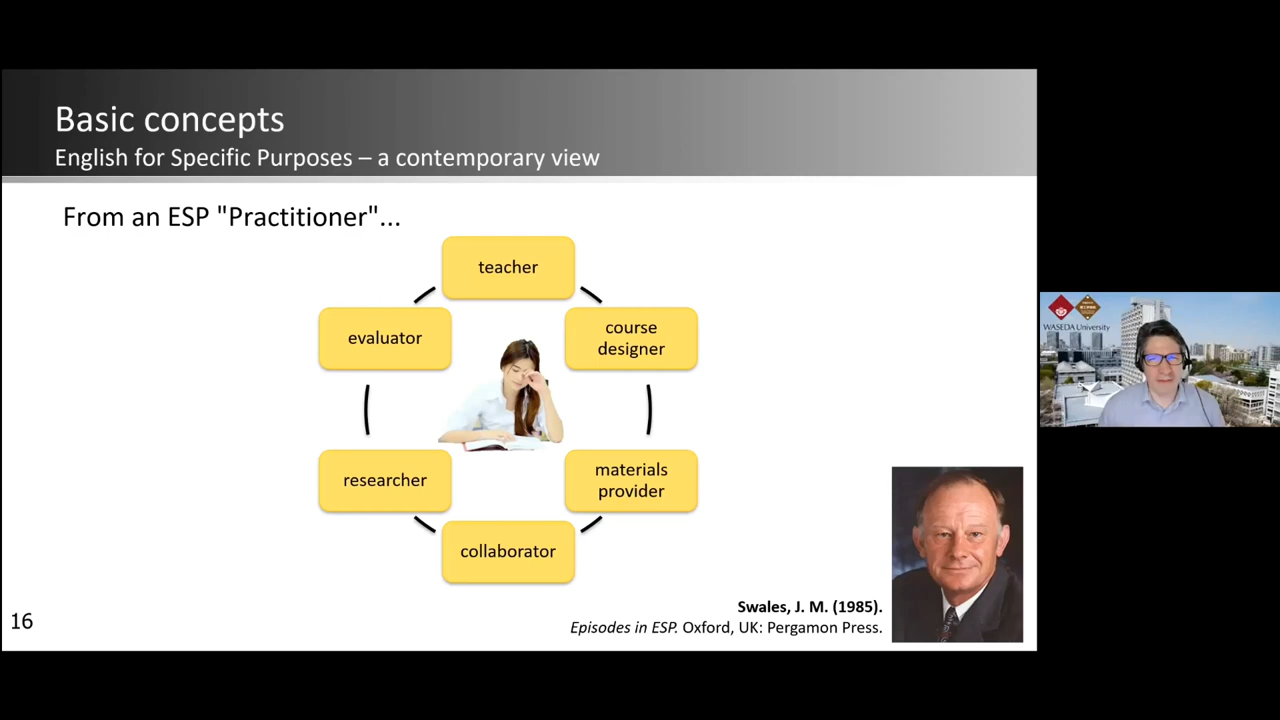 Basic concepts
English for Specific Purposes – a contemporary view
From an ESP "Practitioner"...
teacher
evaluator
course
designer
researcher
materials
provider
collaborator
Swales, J. M. (1985).
Episodes in ESP. Oxford, UK: Pergamon Press.
16
WASEDA University